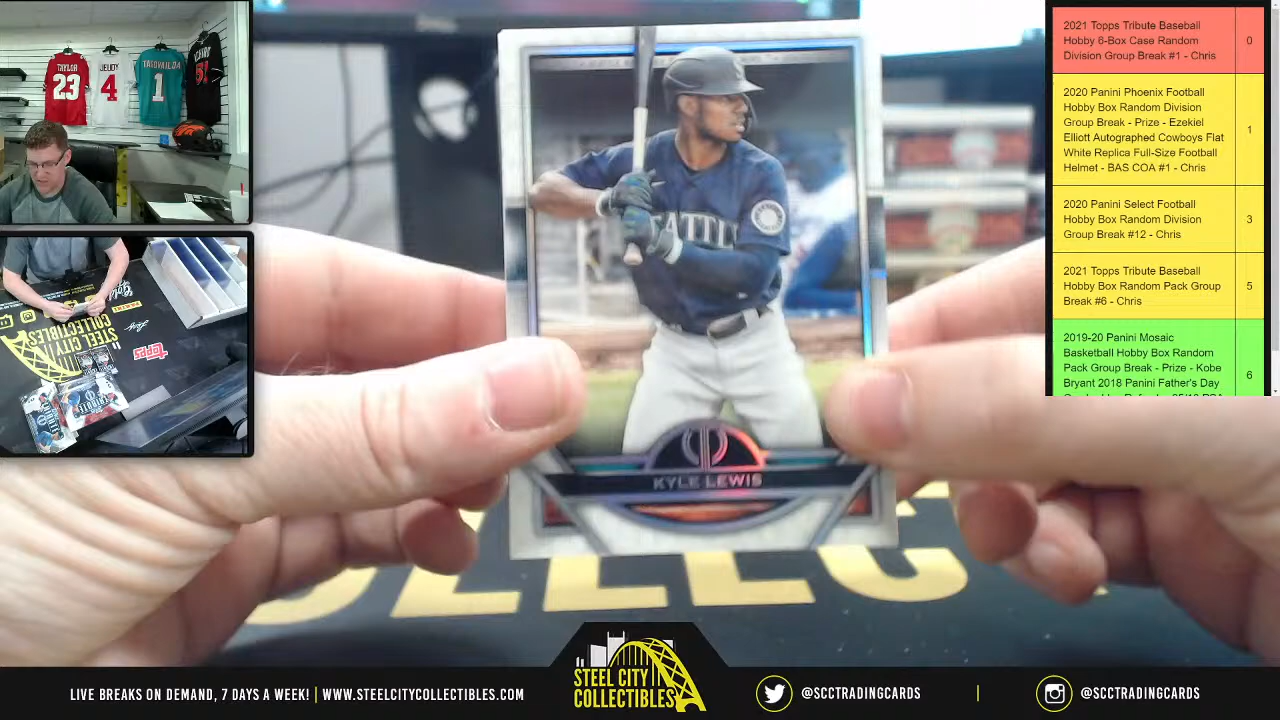 TAYLOR
23
JEUDY
4
TAGOVAILOA
1
51
STEEL CITY
COLLECTIBLES
Topps
SEATTLE
KYLE LEWIS
2021 Topps Tribute Baseball
Hobby 6-Box Case Random
Division Group Break #1 - Chris
0
2020 Panini Phoenix Football
Hobby Box Random Division
Group Break - Prize - Ezekiel
Elliott Autographed Cowboys Flat
White Replica Full-Size Football
Helmet - BAS COA #1 - Chris
1
2020 Panini Select Football
Hobby Box Random Division
Group Break #12 - Chris
3
2021 Topps Tribute Baseball
Hobby Box Random Pack Group
Break #6 - Chris
5
2019-20 Panini Mosaic
Basketball Hobby Box Random
Pack Group Break - Prize - Kobe
Bryant 2018 Panini Father's Day
6
LIVE BREAKS ON DEMAND, 7 DAYS A WEEK! | WWW.STEELCITYCOLLECTIBLES.COM
STEEL CITY
COLLECTIBLES
@SCCTRADINGCARDS
@SCCTRADINGCARDS